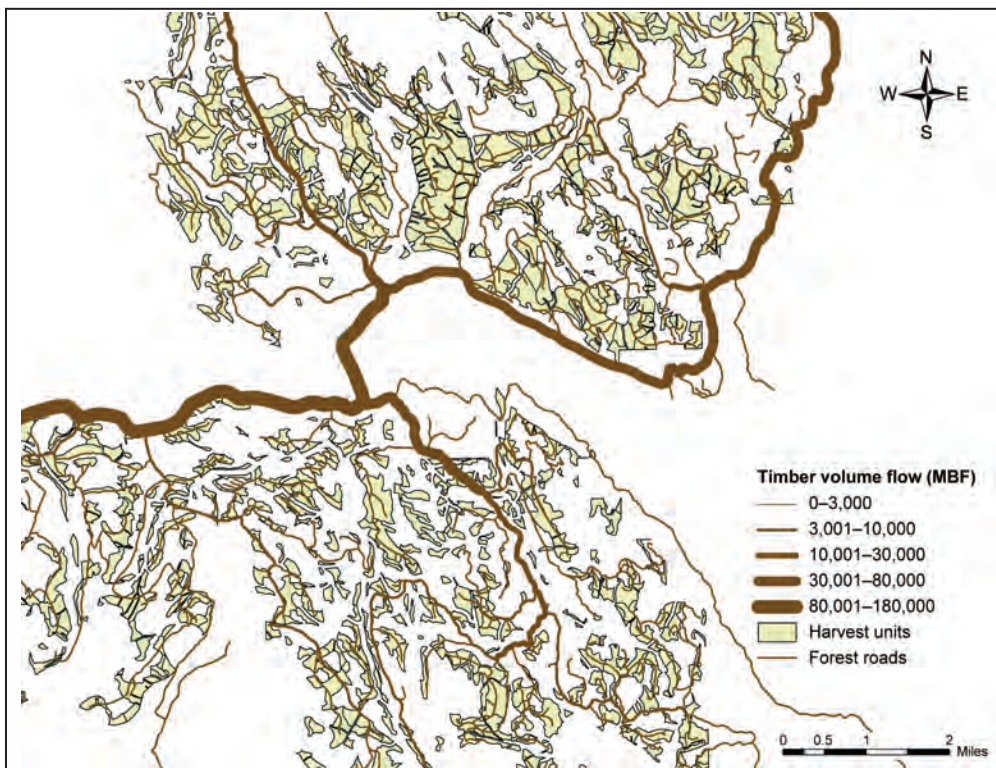 N
W E
S
Timber volume flow (MBF)
0–3,000
3,001–10,000
10,001–30,000
30,001–80,000
80,001–180,000
Harvest units
Forest roads
0 0.5 1 2
Miles